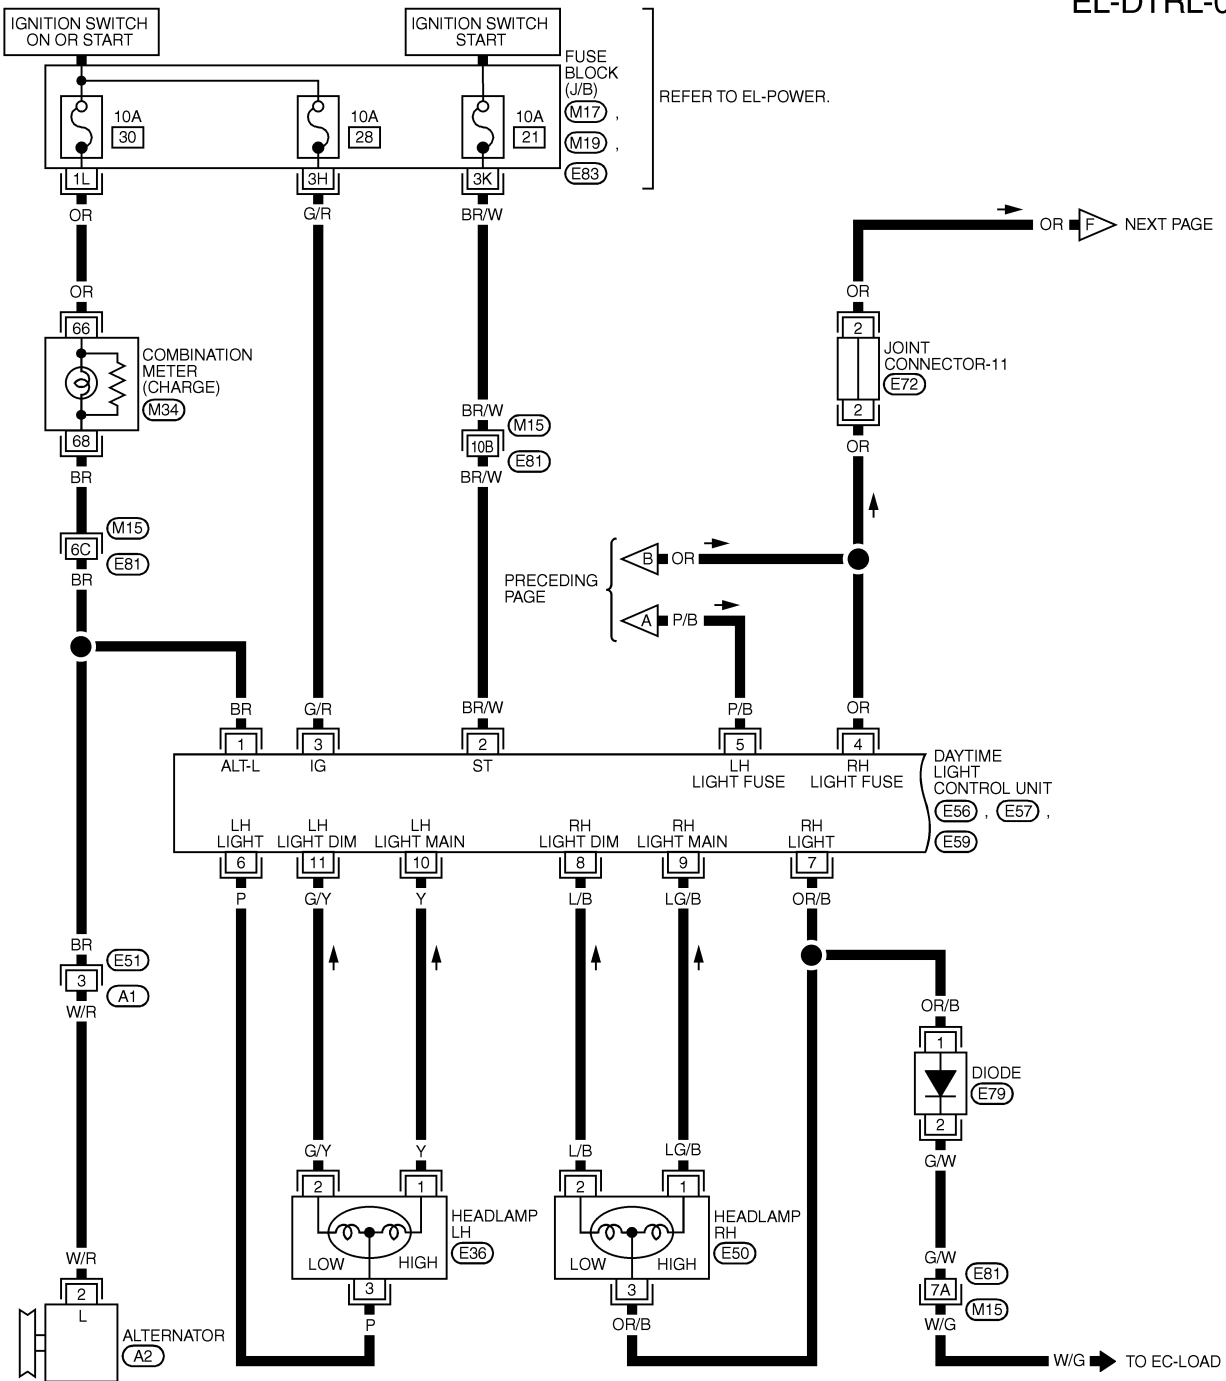 EL-DTRL-0
IGNITION SWITCH
ON OR START
IGNITION SWITCH
START
FUSE
BLOCK
(J/B)
M17 ,
M19 ,
E83
REFER TO EL-POWER.
10A
30
10A
28
10A
21
1L
3H
3K
OR
G/R
BR/W
OR
F
NEXT PAGE
OR
66
COMBINATION
METER
(CHARGE)
M34
68
BR
OR
2
JOINT
CONNECTOR-11
E72
2
OR
BR/W
M15
10B
E81
BR/W
M15
6C
E81
BR
PRECEDING
PAGE
B
OR
A
P/B
BR
G/R
BR/W
P/B
OR
1
3
2
5
4
ALT-L
IG
ST
LH
LIGHT FUSE
RH
LIGHT FUSE
DAYTIME
LIGHT
CONTROL UNIT
E56 , E57 ,
E59
LH
LIGHT
LH
LIGHT DIM
LH
LIGHT MAIN
RH
LIGHT DIM
RH
LIGHT MAIN
RH
LIGHT
6
11
10
8
9
7
P
G/Y
Y
L/B
LG/B
OR/B
BR
E51
3
A1
W/R
OR/B
1
DIODE
E79
2
G/W
G/Y
Y
L/B
LG/B
2
1
2
1
HEADLAMP
LH
E36
LOW
HIGH
3
P
HEADLAMP
RH
E50
LOW
HIGH
3
OR/B
G/W
E81
7A
M15
W/G
W/R
2
L
ALTERNATOR
A2
W/G
TO EC-LOAD